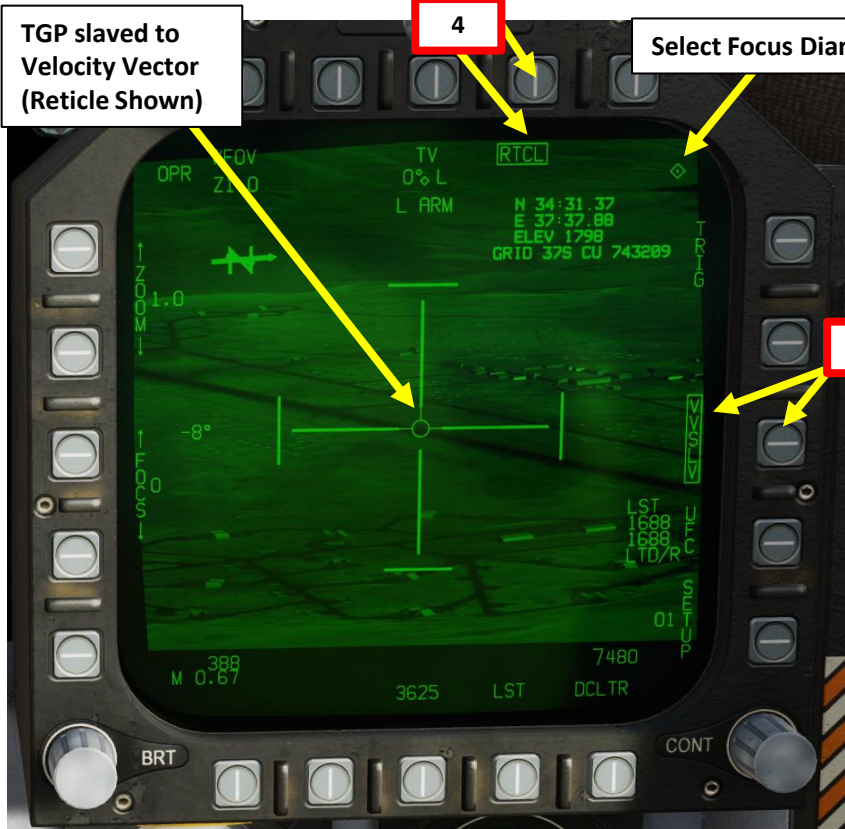 TGP slaved to
Velocity Vector
(Reticle Shown)
4
Select Focus Diam
OPR
TV
RTCL
0° L
L ARM
N 34:31.37
E 37:37.88
ELEV 1798
GRID 37S CU 743209
TRIG
↑ZOOM↓
1.0
-8°
VVSLV
↑FOCS↓
0
LST
1688
1688
LTD/R
UFC
SETUP
01
388
M 0.67
7480
3625
LST
DCLTR
BRT
CONT